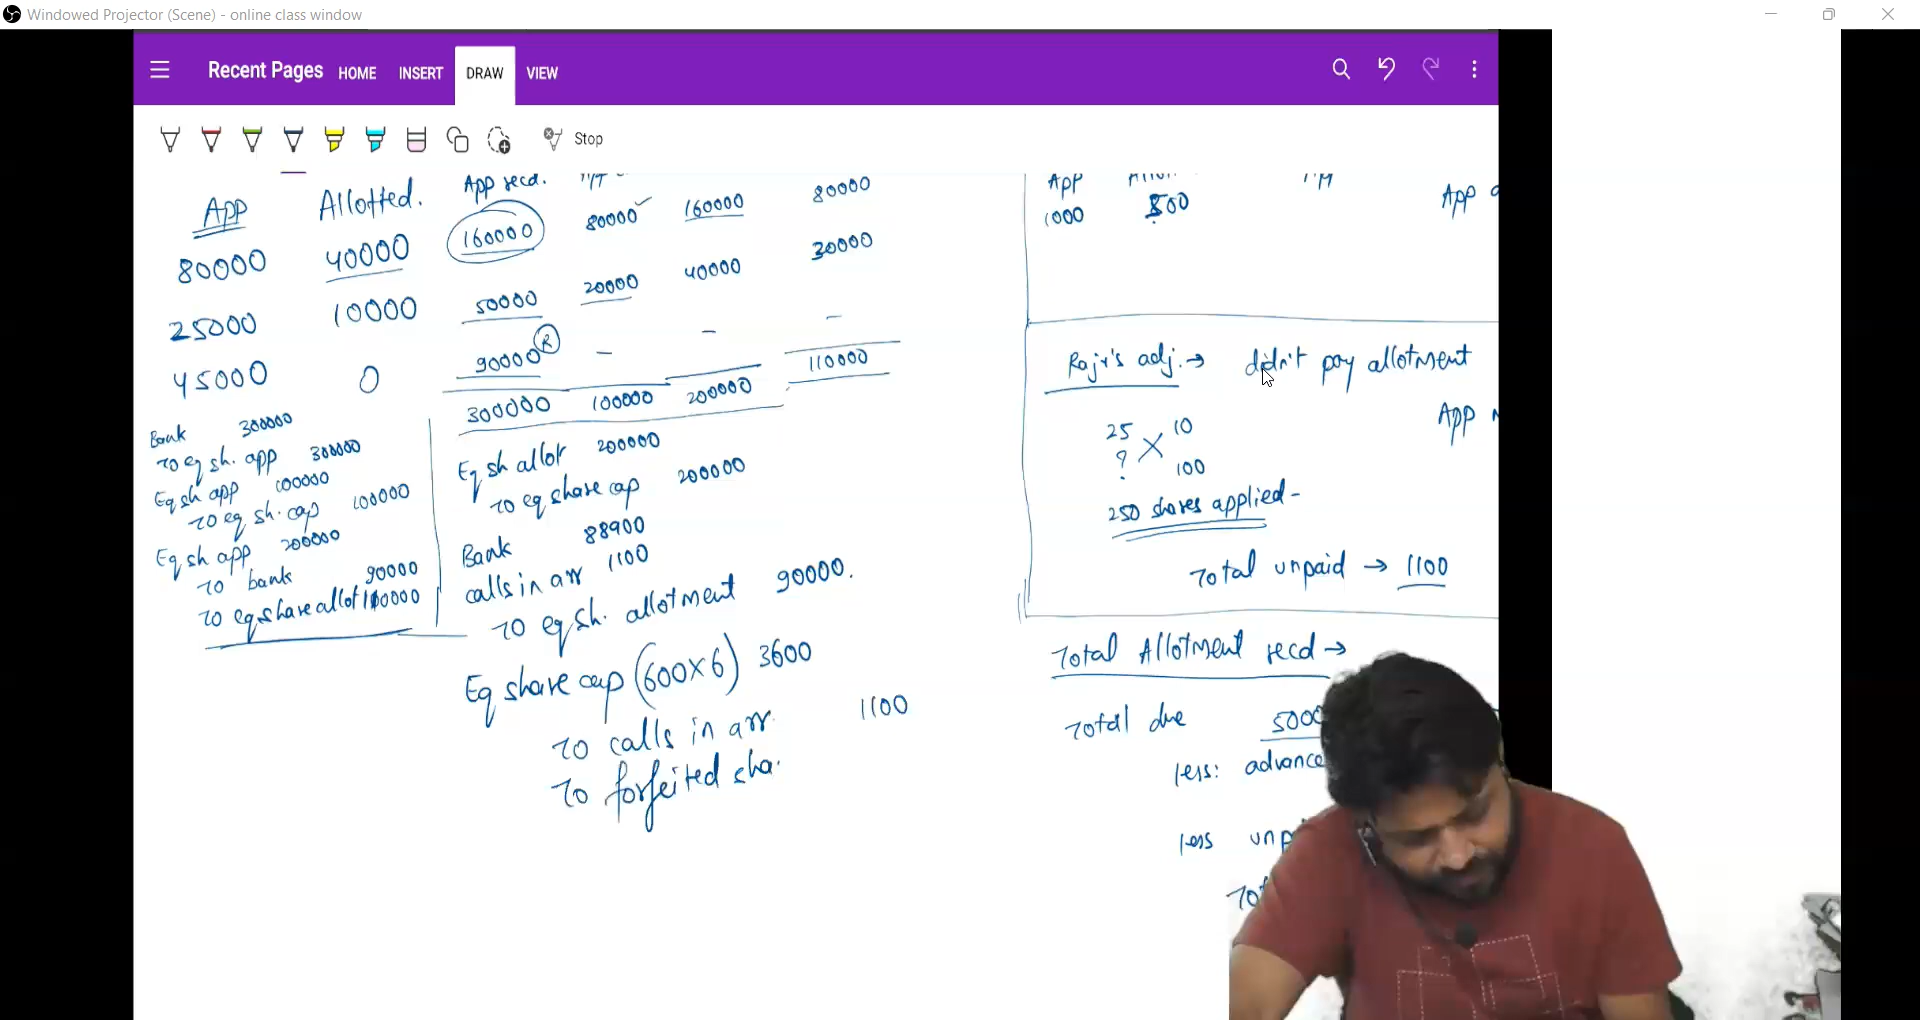 Windowed Projector (Scene) - online class window
Recent Pages HOME INSERT DRAW VIEW
Stop
App Allotted. App recd.
80000 40000 160000 80000 160000 80000
25000 10000 50000 20000 40000 30000
45000 0 90000 R - - -
300000 100000 200000 110000
Bank 300000
To eq sh. app 300000
Eq sh app 100000
To eq sh. cap 100000
Eq sh app 200000
To bank 90000
To eq share allot 110000
Eq sh allot 200000
To eq share cap 200000
Bank 88900
calls in arr 1100
To eq sh. allotment 90000.
Eq share cap (600x6) 3600
To calls in arr. 1100
To forfeited sha.
App
1000 500
App
Raju's adj. → didn't pay allotment
25 10
? 100
App
250 shares applied-
Total unpaid → 1100
Total Allotment recd →
Total due
less: advance
less